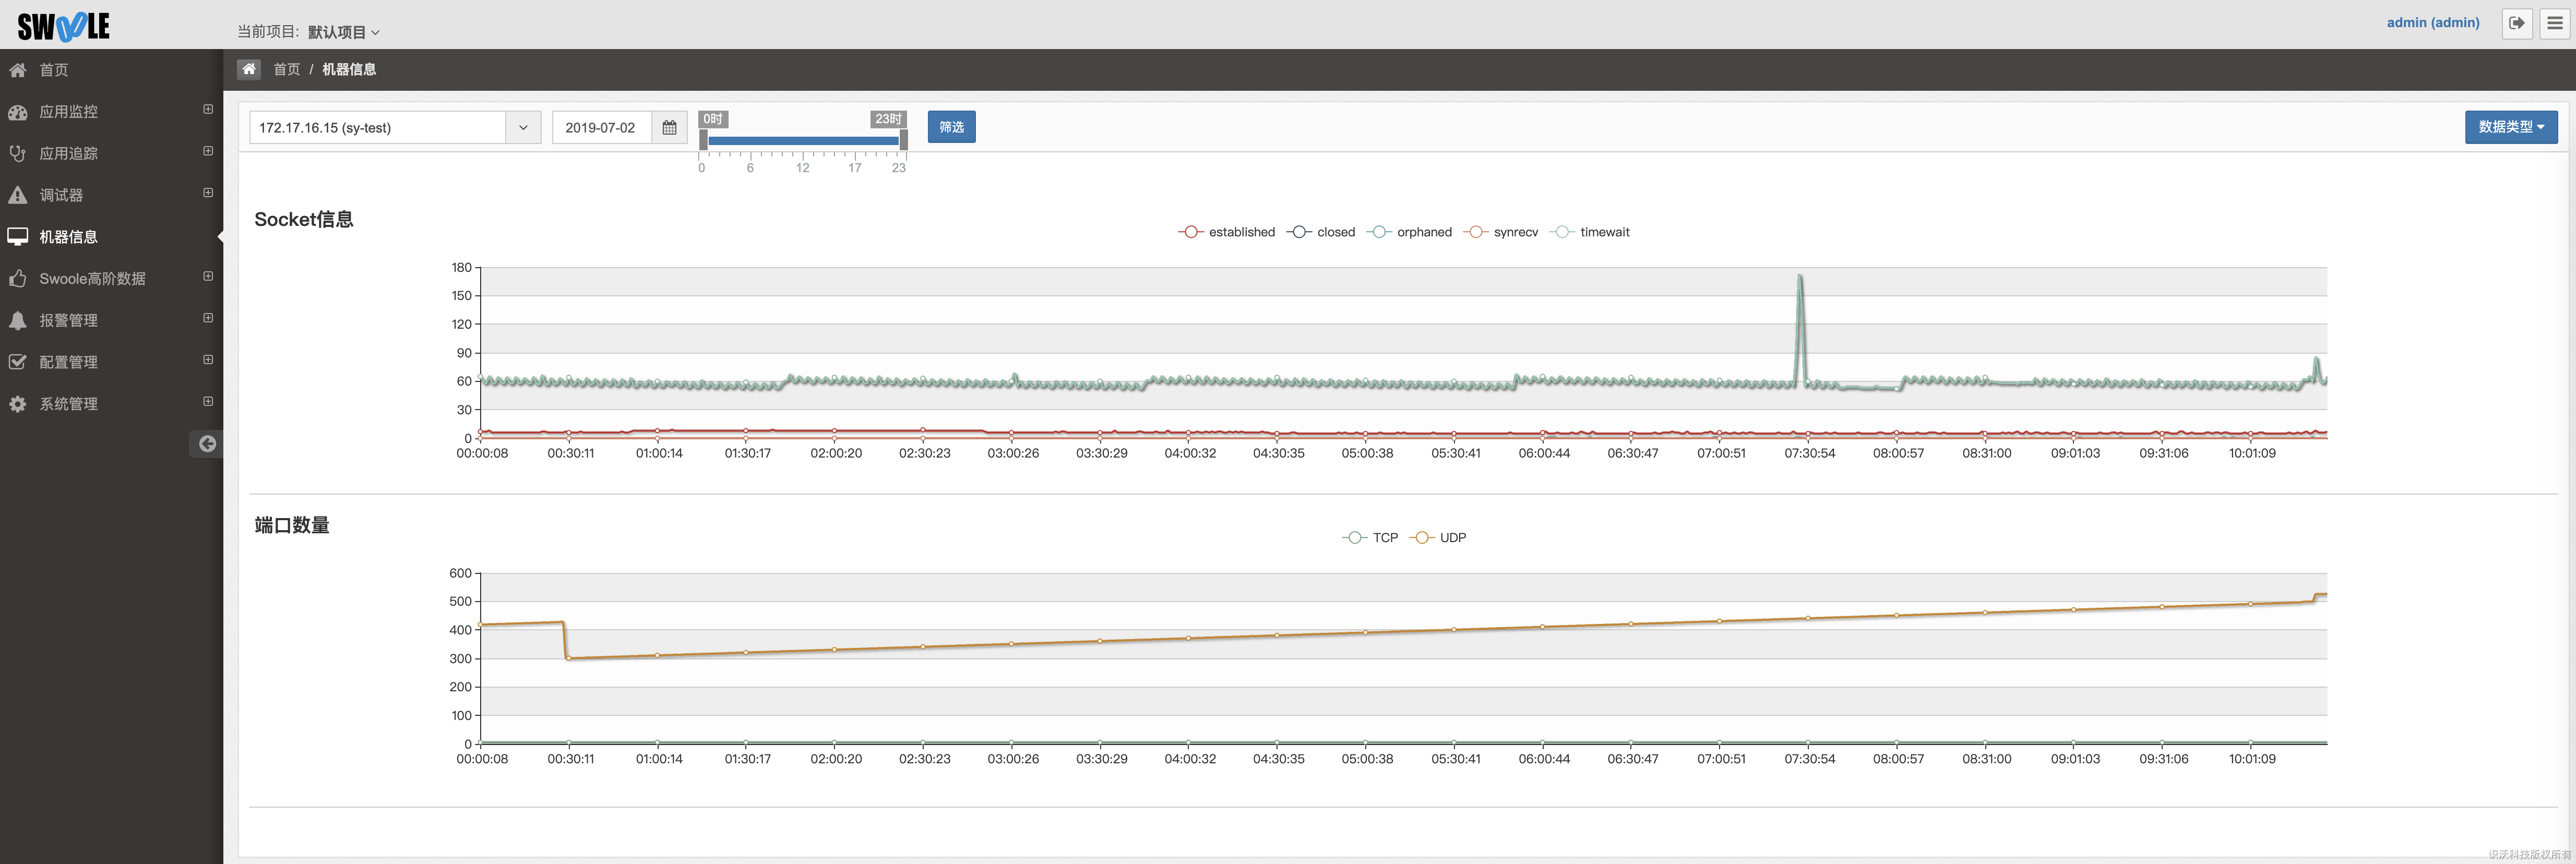 SWOOLE
当前项目: 默认项目
admin (admin)
首页
应用监控
应用追踪
调试器
机器信息
Swoole高阶数据
报警管理
配置管理
系统管理
首页 / 机器信息
172.17.16.15 (sy-test)
2019-07-02
0时 23时
0 6 12 17 23
筛选
数据类型
Socket信息
established closed orphaned synrecv timewait
180
150
120
90
60
30
0
00:00:08 00:30:11 01:00:14 01:30:17 02:00:20 02:30:23 03:00:26 03:30:29 04:00:32 04:30:35 05:00:38 05:30:41 06:00:44 06:30:47 07:00:51 07:30:54 08:00:57 08:31:00 09:01:03 09:31:06 10:01:09
端口数量
TCP UDP
600
500
400
300
200
100
0
00:00:08 00:30:11 01:00:14 01:30:17 02:00:20 02:30:23 03:00:26 03:30:29 04:00:32 04:30:35 05:00:38 05:30:41 06:00:44 06:30:47 07:00:51 07:30:54 08:00:57 08:31:00 09:01:03 09:31:06 10:01:09
识沃科技版权所有